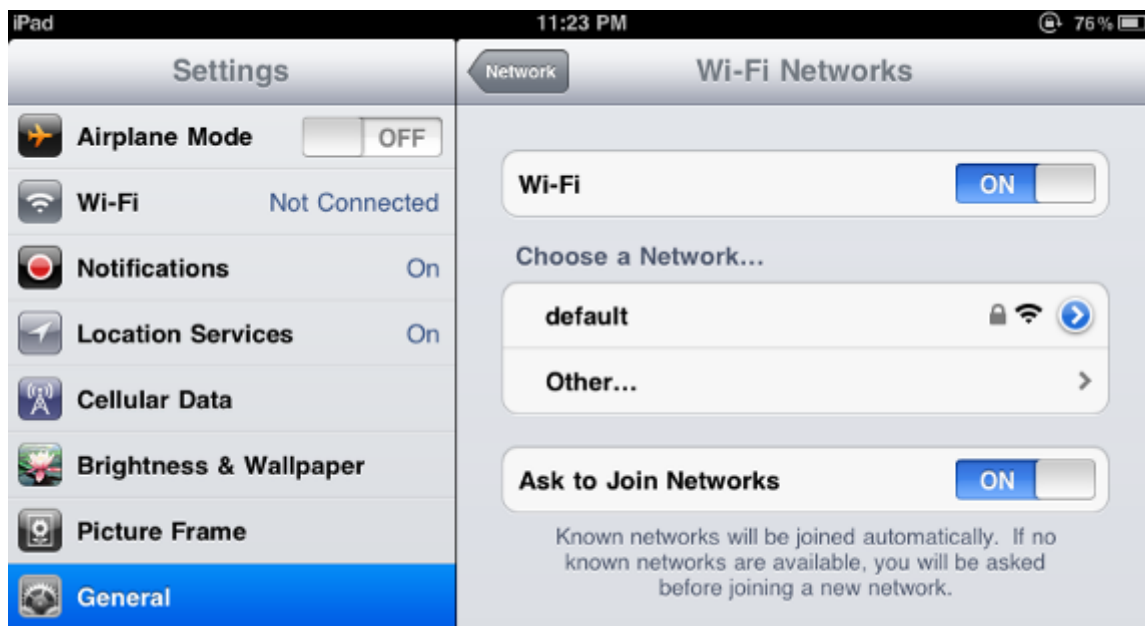 iPad 11:23 PM 76%
Settings
Airplane Mode OFF
Wi-Fi Not Connected
Notifications On
Location Services On
Cellular Data
Brightness & Wallpaper
Picture Frame
General
Network Wi-Fi Networks
Wi-Fi ON
Choose a Network...
default
Other...
Ask to Join Networks ON
Known networks will be joined automatically. If no
known networks are available, you will be asked
before joining a new network.